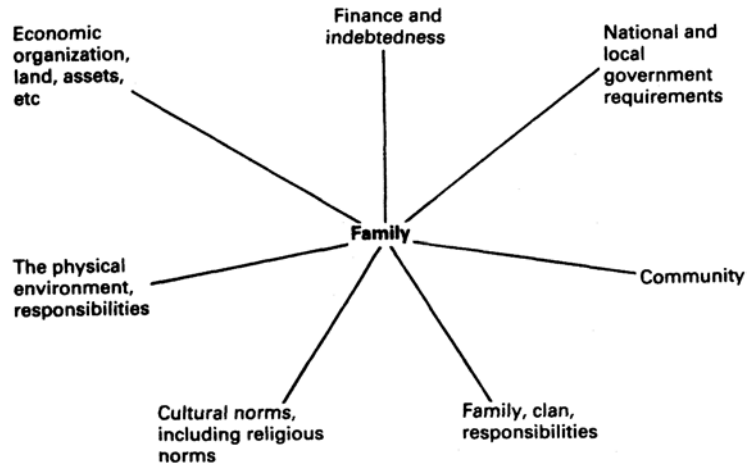 Economic
organization,
land, assets,
etc
Finance and
indebtedness
National and
local
government
requirements
Family
The physical
environment,
responsibilities
Community
Cultural norms,
including religious
norms
Family, clan,
responsibilities